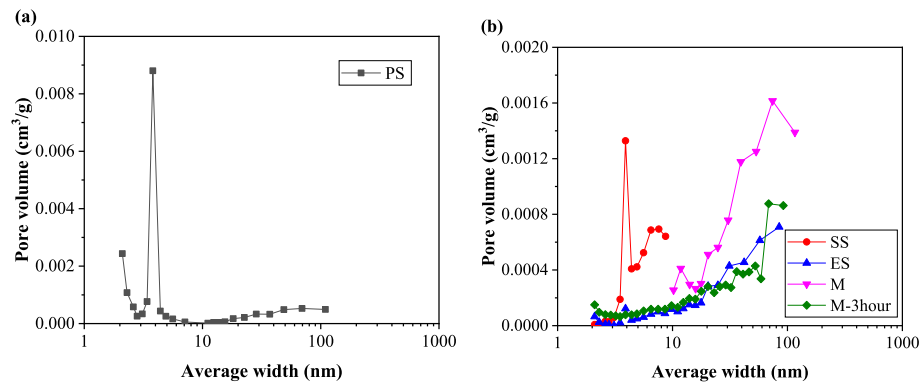 (a)
0.010
0.008
0.006
0.004
0.002
0.000
Pore volume (cm³/g)
PS
1
10
100
1000
Average width (nm)
(b)
0.0020
0.0016
0.0012
0.0008
0.0004
0.0000
Pore volume (cm³/g)
SS
ES
M
M-3hour
1
10
100
1000
Average width (nm)